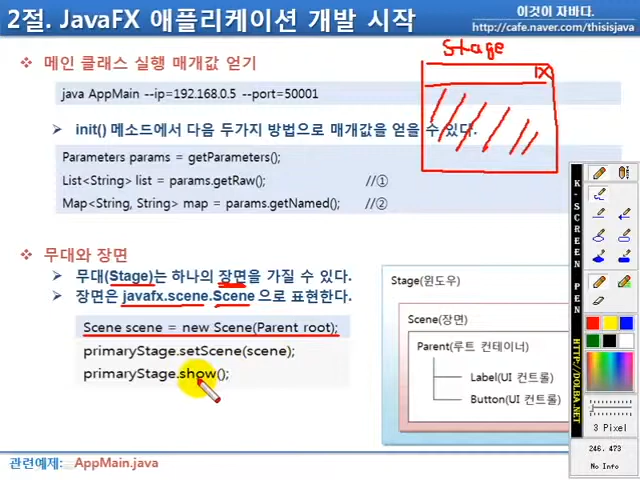 2절. JavaFX 애플리케이션 개발 시작
이것이 자바다.
http://cafe.naver.com/thisisjava
Stage
X
메인 클래스 실행 매개값 얻기
java AppMain --ip=192.168.0.5 --port=50001
init() 메소드에서 다음 두가지 방법으로 매개값을 얻을 수 있다.
Parameters params = getParameters();
List<String> list = params.getRaw(); //①
Map<String, String> map = params.getNamed(); //②
무대와 장면
무대(Stage)는 하나의 장면을 가질 수 있다.
장면은 javafx.scene.Scene 으로 표현한다.
Scene scene = new Scene(Parent root);
primaryStage.setScene(scene);
primaryStage.show();
Stage(윈도우)
Scene(장면)
Parent(루트 컨테이너)
Label(UI 컨트롤)
Button(UI 컨트롤)
K-SCREEN PEN
HTTP://DOLBA.NET
3 Pixel
246. 473
No Info
관련예제: AppMain.java